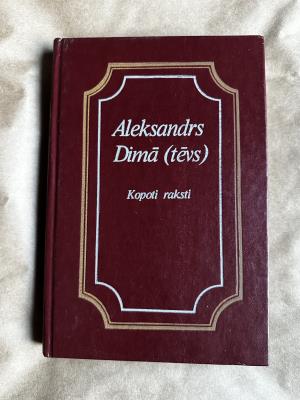 Aleksandrs
Dimā (tēvs)
Kopoti raksti